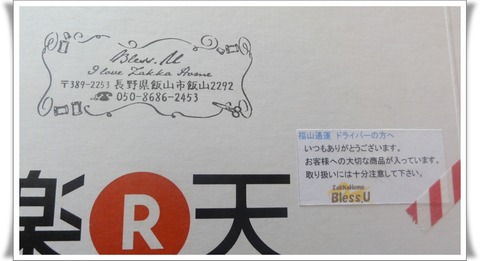 Bless.U
I love Zakka Home
〒389-2253 長野県飯山市飯山2292
☎ 050-8686-2453
福山通運 ドライバーの方へ
いつもありがとうございます。
お客様への大切な商品が入っています。
取り扱いには十分注意して下さい。
ZakkaHome
Bless.U
楽R天